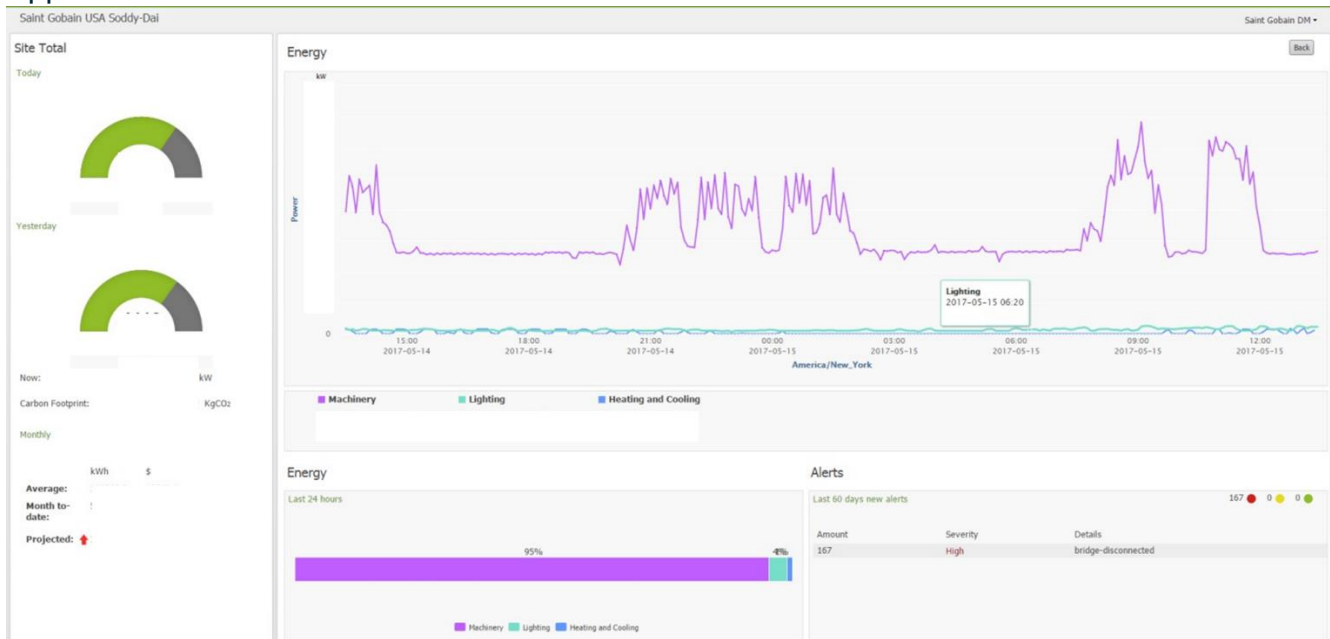 Saint Gobain USA Soddy-Dai
Saint Gobain DM
Site Total
Today
Yesterday
Now: kW
Carbon Footprint: KgCO2
Monthly
kWh $
Average:
Month to-
date:
Projected:
Energy
Back
kW
Power
0
Lighting
2017-05-15 06:20
15:00 18:00 21:00 00:00 03:00 06:00 09:00 12:00
2017-05-14 2017-05-14 2017-05-14 2017-05-15 2017-05-15 2017-05-15 2017-05-15 2017-05-15
America/New_York
Machinery Lighting Heating and Cooling
Energy
Last 24 hours
95%
Machinery Lighting Heating and Cooling
Alerts
Last 60 days new alerts
167 0 0
Amount Severity Details
167 High bridge-disconnected